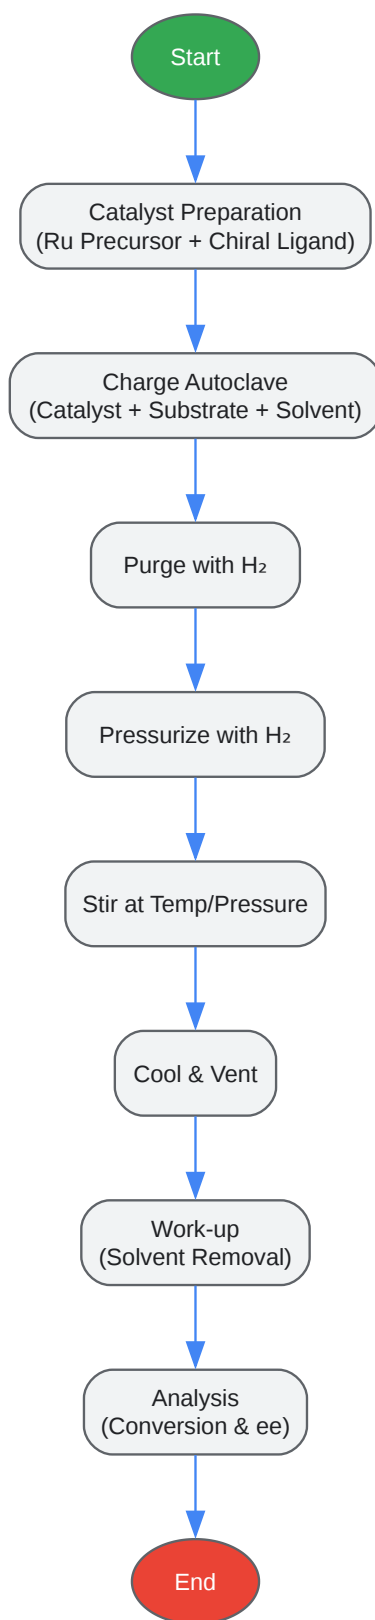 Start
Catalyst Preparation
(Ru Precursor + Chiral Ligand)
Charge Autoclave
(Catalyst + Substrate + Solvent)
Purge with H₂
Pressurize with H₂
Stir at Temp/Pressure
Cool & Vent
Work-up
(Solvent Removal)
Analysis
(Conversion & ee)
End